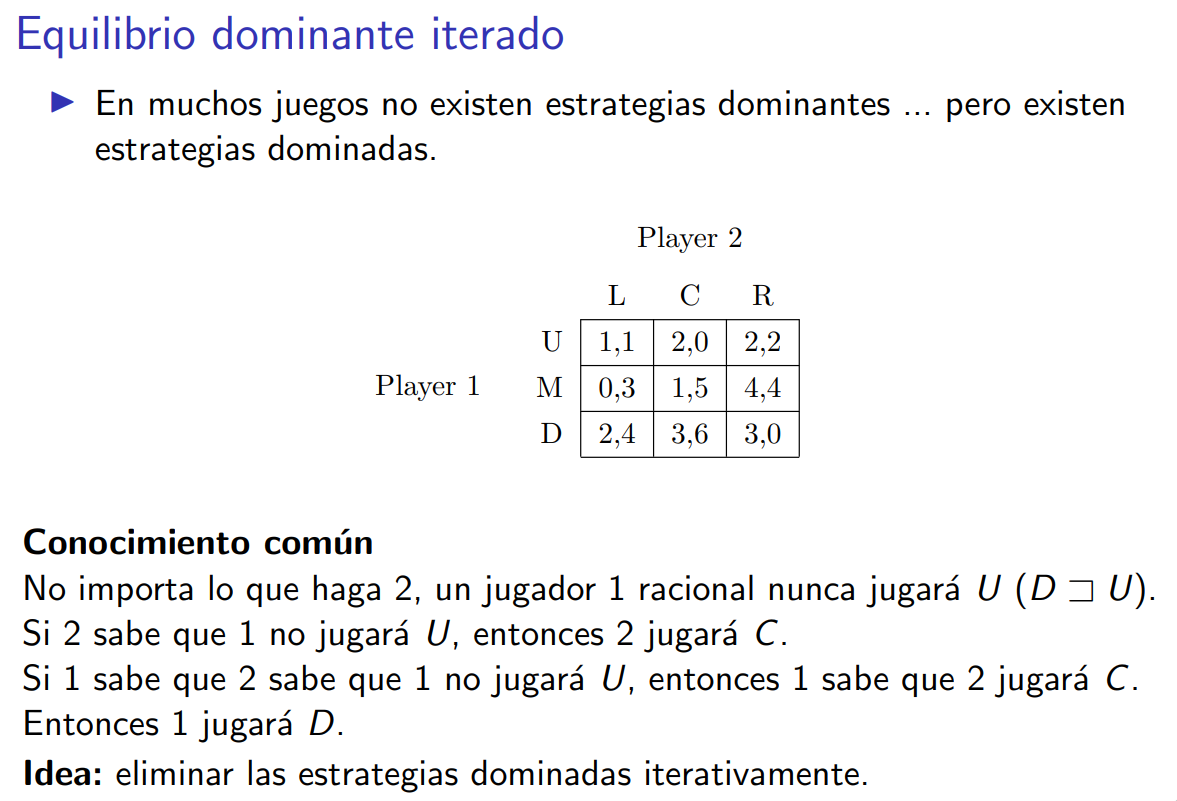 Equilibrio dominante iterado
▶ En muchos juegos no existen estrategias dominantes ... pero existen
estrategias dominadas.
Player 2
L C R
U 1,1 2,0 2,2
Player 1 M 0,3 1,5 4,4
D 2,4 3,6 3,0
Conocimiento común
No importa lo que haga 2, un jugador 1 racional nunca jugará U (D ⊐ U).
Si 2 sabe que 1 no jugará U, entonces 2 jugará C.
Si 1 sabe que 2 sabe que 1 no jugará U, entonces 1 sabe que 2 jugará C.
Entonces 1 jugará D.
Idea: eliminar las estrategias dominadas iterativamente.